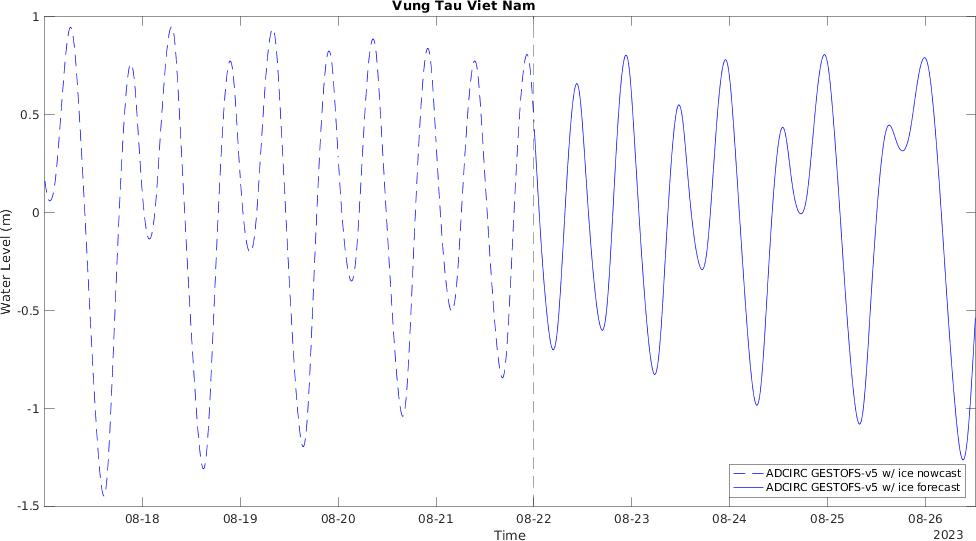 Vung Tau Viet Nam
1
0.5
0
-0.5
-1
-1.5
Water Level (m)
ADCIRC GESTOFS-v5 w/ ice nowcast
ADCIRC GESTOFS-v5 w/ ice forecast
08-18 08-19 08-20 08-21 08-22 08-23 08-24 08-25 08-26
Time
2023